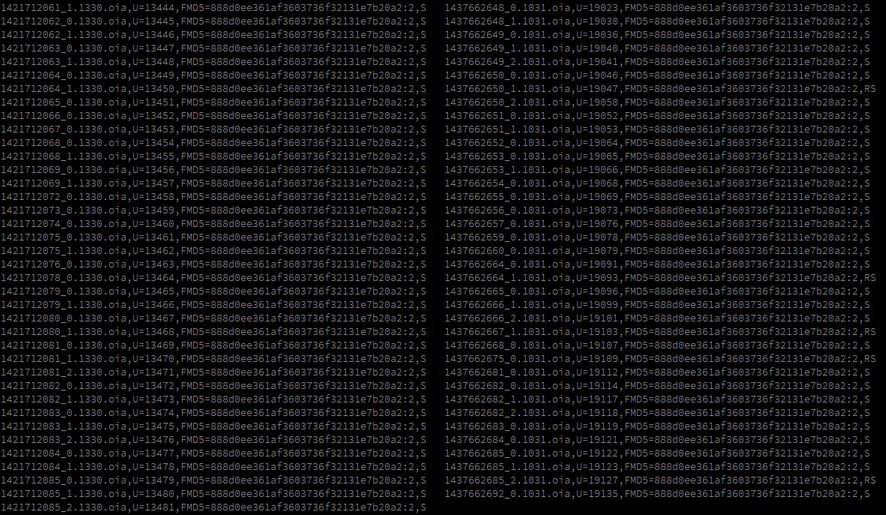 1421712061_1.1330.oia,U=13444,FMD5=888d0ee361af3603736f32131e7b20a2:2,S
1421712062_0.1330.oia,U=13445,FMD5=888d0ee361af3603736f32131e7b20a2:2,S
1421712062_1.1330.oia,U=13446,FMD5=888d0ee361af3603736f32131e7b20a2:2,S
1421712063_0.1330.oia,U=13447,FMD5=888d0ee361af3603736f32131e7b20a2:2,S
1421712063_1.1330.oia,U=13448,FMD5=888d0ee361af3603736f32131e7b20a2:2,S
1421712064_0.1330.oia,U=13449,FMD5=888d0ee361af3603736f32131e7b20a2:2,S
1421712064_1.1330.oia,U=13450,FMD5=888d0ee361af3603736f32131e7b20a2:2,S
1421712065_0.1330.oia,U=13451,FMD5=888d0ee361af3603736f32131e7b20a2:2,S
1421712066_0.1330.oia,U=13452,FMD5=888d0ee361af3603736f32131e7b20a2:2,S
1421712067_0.1330.oia,U=13453,FMD5=888d0ee361af3603736f32131e7b20a2:2,S
1421712068_0.1330.oia,U=13454,FMD5=888d0ee361af3603736f32131e7b20a2:2,S
1421712068_1.1330.oia,U=13455,FMD5=888d0ee361af3603736f32131e7b20a2:2,S
1421712069_0.1330.oia,U=13456,FMD5=888d0ee361af3603736f32131e7b20a2:2,S
1421712069_1.1330.oia,U=13457,FMD5=888d0ee361af3603736f32131e7b20a2:2,S
1421712072_0.1330.oia,U=13458,FMD5=888d0ee361af3603736f32131e7b20a2:2,S
1421712073_0.1330.oia,U=13459,FMD5=888d0ee361af3603736f32131e7b20a2:2,S
1421712074_0.1330.oia,U=13460,FMD5=888d0ee361af3603736f32131e7b20a2:2,S
1421712075_0.1330.oia,U=13461,FMD5=888d0ee361af3603736f32131e7b20a2:2,S
1421712075_1.1330.oia,U=13462,FMD5=888d0ee361af3603736f32131e7b20a2:2,S
1421712076_0.1330.oia,U=13463,FMD5=888d0ee361af3603736f32131e7b20a2:2,S
1421712078_0.1330.oia,U=13464,FMD5=888d0ee361af3603736f32131e7b20a2:2,S
1421712079_0.1330.oia,U=13465,FMD5=888d0ee361af3603736f32131e7b20a2:2,S
1421712079_1.1330.oia,U=13466,FMD5=888d0ee361af3603736f32131e7b20a2:2,S
1421712080_0.1330.oia,U=13467,FMD5=888d0ee361af3603736f32131e7b20a2:2,S
1421712080_1.1330.oia,U=13468,FMD5=888d0ee361af3603736f32131e7b20a2:2,S
1421712081_0.1330.oia,U=13469,FMD5=888d0ee361af3603736f32131e7b20a2:2,S
1421712081_1.1330.oia,U=13470,FMD5=888d0ee361af3603736f32131e7b20a2:2,S
1421712081_2.1330.oia,U=13471,FMD5=888d0ee361af3603736f32131e7b20a2:2,S
1421712082_0.1330.oia,U=13472,FMD5=888d0ee361af3603736f32131e7b20a2:2,S
1421712082_1.1330.oia,U=13473,FMD5=888d0ee361af3603736f32131e7b20a2:2,S
1421712083_0.1330.oia,U=13474,FMD5=888d0ee361af3603736f32131e7b20a2:2,S
1421712083_1.1330.oia,U=13475,FMD5=888d0ee361af3603736f32131e7b20a2:2,S
1421712083_2.1330.oia,U=13476,FMD5=888d0ee361af3603736f32131e7b20a2:2,S
1421712084_0.1330.oia,U=13477,FMD5=888d0ee361af3603736f32131e7b20a2:2,S
1421712084_1.1330.oia,U=13478,FMD5=888d0ee361af3603736f32131e7b20a2:2,S
1421712085_0.1330.oia,U=13479,FMD5=888d0ee361af3603736f32131e7b20a2:2,S
1421712085_1.1330.oia,U=13480,FMD5=888d0ee361af3603736f32131e7b20a2:2,S
1421712085_2.1330.oia,U=13481,FMD5=888d0ee361af3603736f32131e7b20a2:2,S
1437662648_0.1031.oia,U=19023,FMD5=888d0ee361af3603736f32131e7b20a2:2,S
1437662648_1.1031.oia,U=19030,FMD5=888d0ee361af3603736f32131e7b20a2:2,S
1437662649_0.1031.oia,U=19036,FMD5=888d0ee361af3603736f32131e7b20a2:2,S
1437662649_1.1031.oia,U=19040,FMD5=888d0ee361af3603736f32131e7b20a2:2,S
1437662649_2.1031.oia,U=19041,FMD5=888d0ee361af3603736f32131e7b20a2:2,S
1437662650_0.1031.oia,U=19046,FMD5=888d0ee361af3603736f32131e7b20a2:2,S
1437662650_1.1031.oia,U=19047,FMD5=888d0ee361af3603736f32131e7b20a2:2,RS
1437662650_2.1031.oia,U=19050,FMD5=888d0ee361af3603736f32131e7b20a2:2,S
1437662651_0.1031.oia,U=19052,FMD5=888d0ee361af3603736f32131e7b20a2:2,S
1437662651_1.1031.oia,U=19053,FMD5=888d0ee361af3603736f32131e7b20a2:2,S
1437662652_0.1031.oia,U=19064,FMD5=888d0ee361af3603736f32131e7b20a2:2,S
1437662653_0.1031.oia,U=19065,FMD5=888d0ee361af3603736f32131e7b20a2:2,S
1437662653_1.1031.oia,U=19066,FMD5=888d0ee361af3603736f32131e7b20a2:2,S
1437662654_0.1031.oia,U=19068,FMD5=888d0ee361af3603736f32131e7b20a2:2,S
1437662655_0.1031.oia,U=19069,FMD5=888d0ee361af3603736f32131e7b20a2:2,S
1437662656_0.1031.oia,U=19073,FMD5=888d0ee361af3603736f32131e7b20a2:2,S
1437662657_0.1031.oia,U=19076,FMD5=888d0ee361af3603736f32131e7b20a2:2,S
1437662659_0.1031.oia,U=19078,FMD5=888d0ee361af3603736f32131e7b20a2:2,S
1437662660_0.1031.oia,U=19079,FMD5=888d0ee361af3603736f32131e7b20a2:2,S
1437662664_0.1031.oia,U=19091,FMD5=888d0ee361af3603736f32131e7b20a2:2,S
1437662664_1.1031.oia,U=19093,FMD5=888d0ee361af3603736f32131e7b20a2:2,RS
1437662665_0.1031.oia,U=19096,FMD5=888d0ee361af3603736f32131e7b20a2:2,S
1437662666_1.1031.oia,U=19099,FMD5=888d0ee361af3603736f32131e7b20a2:2,S
1437662666_2.1031.oia,U=19101,FMD5=888d0ee361af3603736f32131e7b20a2:2,S
1437662667_1.1031.oia,U=19103,FMD5=888d0ee361af3603736f32131e7b20a2:2,RS
1437662668_0.1031.oia,U=19107,FMD5=888d0ee361af3603736f32131e7b20a2:2,S
1437662675_0.1031.oia,U=19109,FMD5=888d0ee361af3603736f32131e7b20a2:2,RS
1437662681_0.1031.oia,U=19112,FMD5=888d0ee361af3603736f32131e7b20a2:2,S
1437662682_0.1031.oia,U=19114,FMD5=888d0ee361af3603736f32131e7b20a2:2,S
1437662682_1.1031.oia,U=19117,FMD5=888d0ee361af3603736f32131e7b20a2:2,S
1437662682_2.1031.oia,U=19118,FMD5=888d0ee361af3603736f32131e7b20a2:2,S
1437662683_0.1031.oia,U=19119,FMD5=888d0ee361af3603736f32131e7b20a2:2,S
1437662684_0.1031.oia,U=19121,FMD5=888d0ee361af3603736f32131e7b20a2:2,S
1437662685_0.1031.oia,U=19122,FMD5=888d0ee361af3603736f32131e7b20a2:2,S
1437662685_1.1031.oia,U=19123,FMD5=888d0ee361af3603736f32131e7b20a2:2,S
1437662685_2.1031.oia,U=19127,FMD5=888d0ee361af3603736f32131e7b20a2:2,RS
1437662692_0.1031.oia,U=19135,FMD5=888d0ee361af3603736f32131e7b20a2:2,S